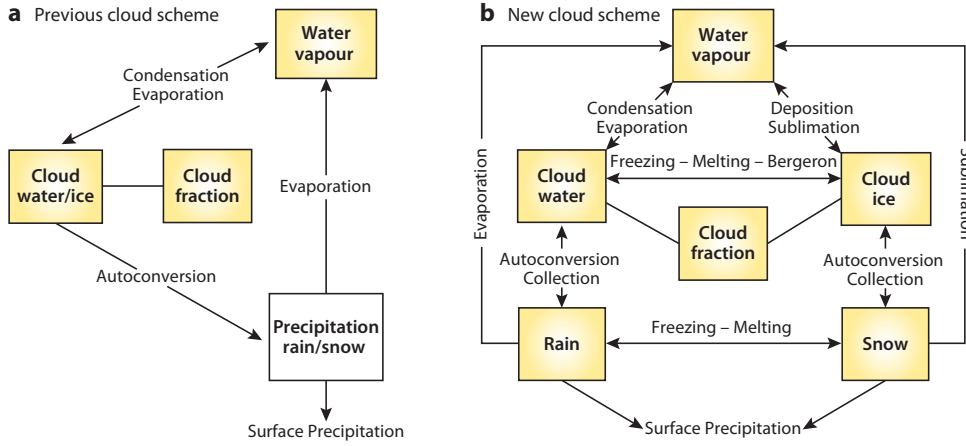 a Previous cloud scheme
Water
vapour
Condensation
Evaporation
Cloud
water/ice
Cloud
fraction
Evaporation
Autoconversion
Precipitation
rain/snow
Surface Precipitation
b New cloud scheme
Water
vapour
Condensation
Evaporation
Deposition
Sublimation
Freezing – Melting – Bergeron
Cloud
water
Cloud
ice
Evaporation
Sublimation
Cloud
fraction
Autoconversion
Collection
Autoconversion
Collection
Rain
Freezing – Melting
Snow
Surface Precipitation